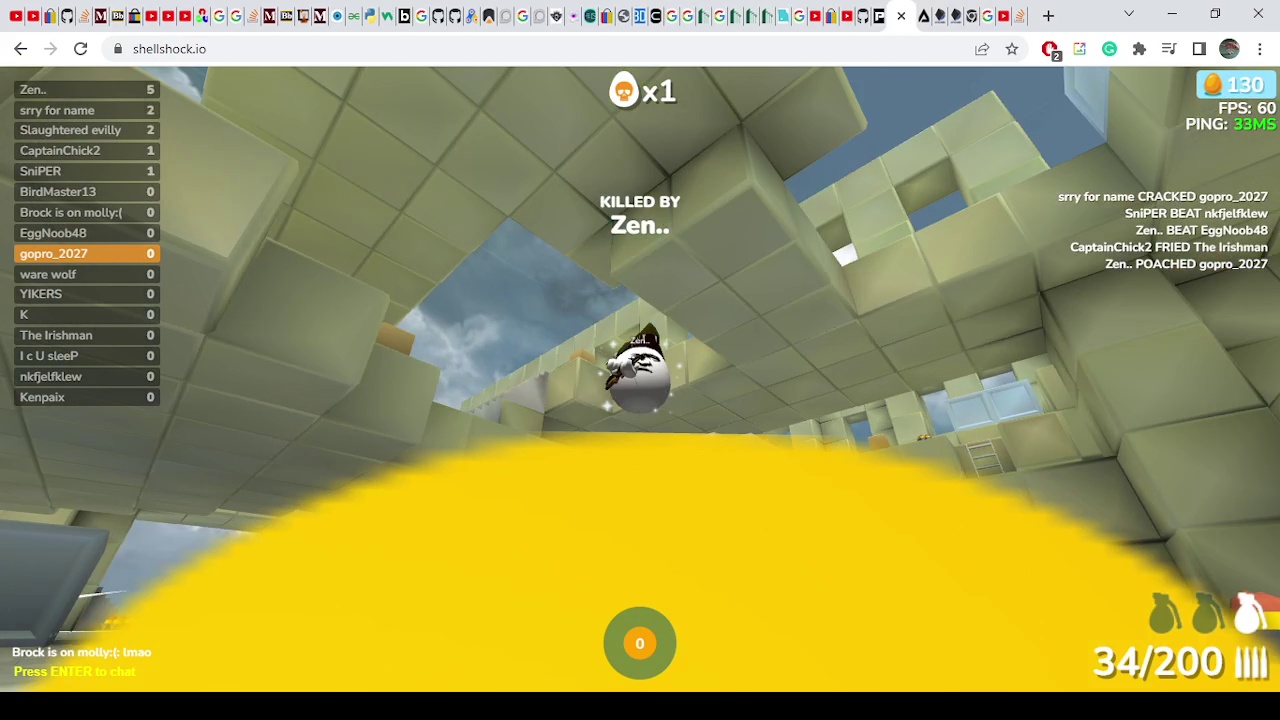 shellshock.io
2
Zen.. 5
srry for name 2
Slaughtered evilly 2
CaptainChick2 1
SniPER 1
BirdMaster13 0
Brock is on molly:( 0
EggNoob48 0
gopro_2027 0
ware wolf 0
YIKERS 0
K 0
The Irishman 0
I c U sleeP 0
nkfjelfklew 0
Kenpaix 0
x1
KILLED BY
Zen..
Zen..
130
FPS: 60
PING: 33MS
srry for name CRACKED gopro_2027
SniPER BEAT nkfjelfklew
Zen.. BEAT EggNoob48
CaptainChick2 FRIED The Irishman
Zen.. POACHED gopro_2027
0
Brock is on molly:(: lmao
Press ENTER to chat
34/200